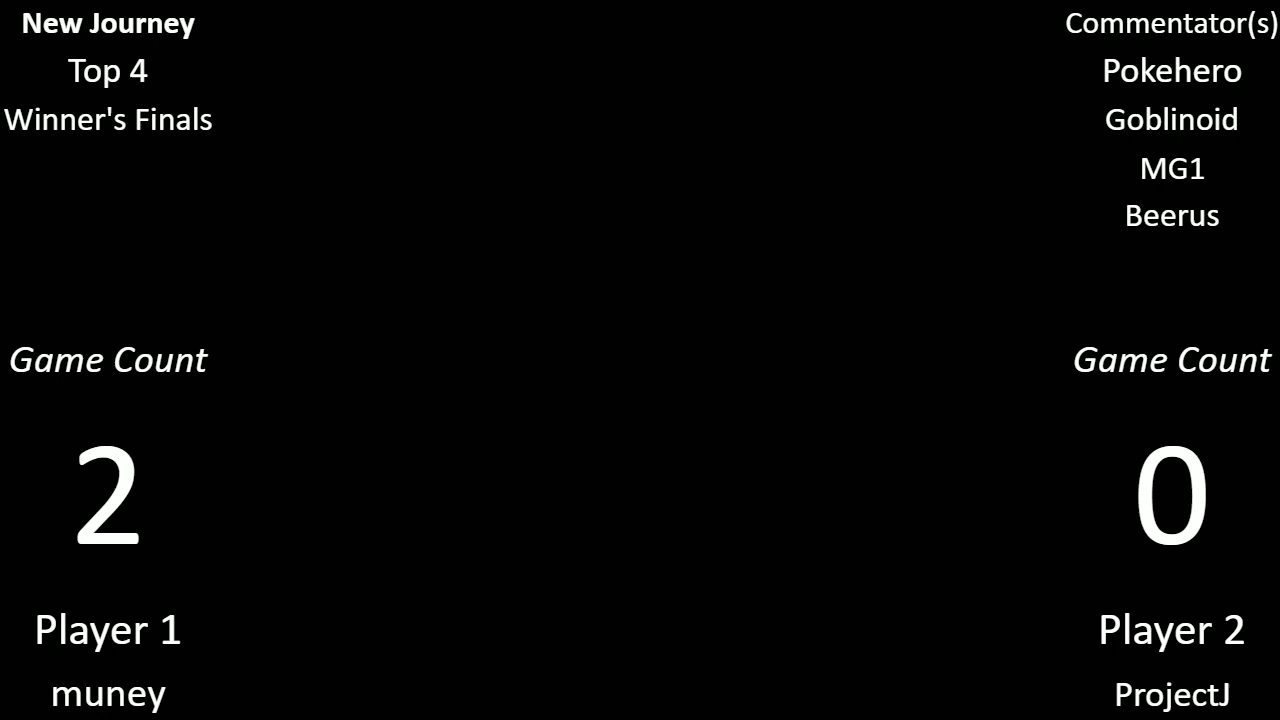 New Journey
Top 4
Winner's Finals
Commentator(s)
Pokehero
Goblinoid
MG1
Beerus
Game Count
2
Player 1
muney
Game Count
0
Player 2
ProjectJ